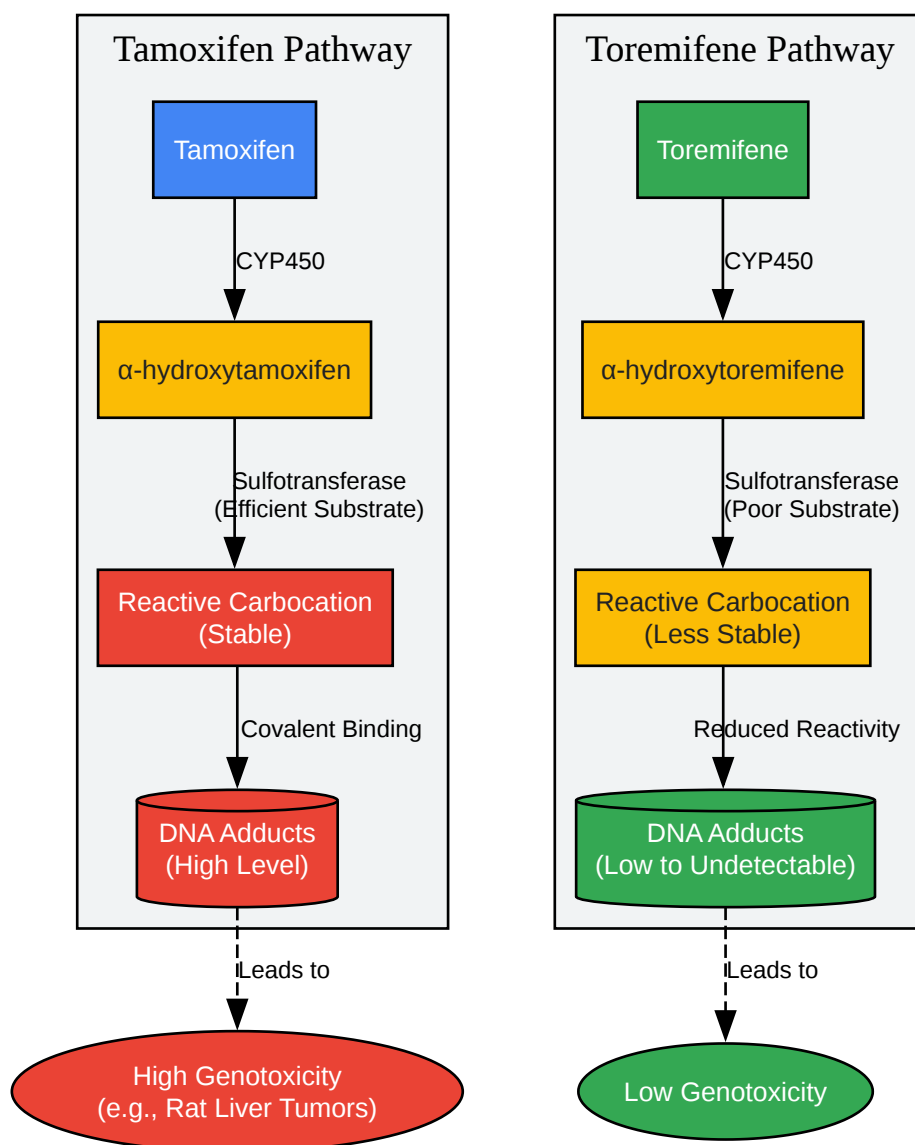 Tamoxifen Pathway
Tamoxifen
CYP450
α-hydroxytamoxifen
Sulfotransferase
(Efficient Substrate)
Reactive Carbocation
(Stable)
Covalent Binding
DNA Adducts
(High Level)
Leads to
High Genotoxicity
(e.g., Rat Liver Tumors)
Toremifene Pathway
Toremifene
CYP450
α-hydroxytoremifene
Sulfotransferase
(Poor Substrate)
Reactive Carbocation
(Less Stable)
Reduced Reactivity
DNA Adducts
(Low to Undetectable)
Leads to
Low Genotoxicity